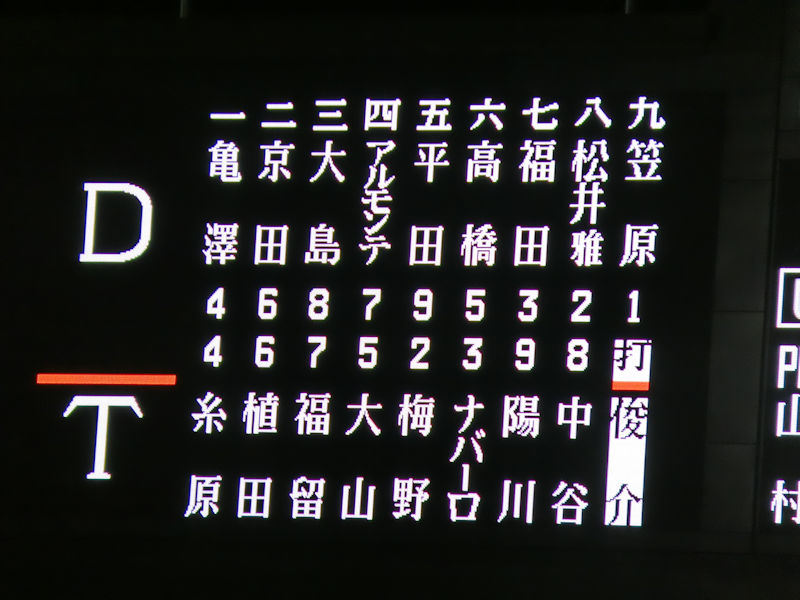 一 二 三 四 五 六 七 八 九
D
亀澤 京田 大島 アルモンテ 平田 高橋 福田 松井雅 笠原
4 6 8 7 9 5 3 2 1
4 6 7 5 2 3 9 8 打
T
糸原 植田 福留 大山 梅野 ナバーロ 陽川 中谷 俊介
P
山
村